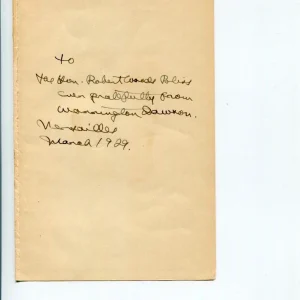 To
The Hon. Robert Woods Bliss
Ever gratefully from
Warrington Dawson.
Versailles
March 1929.